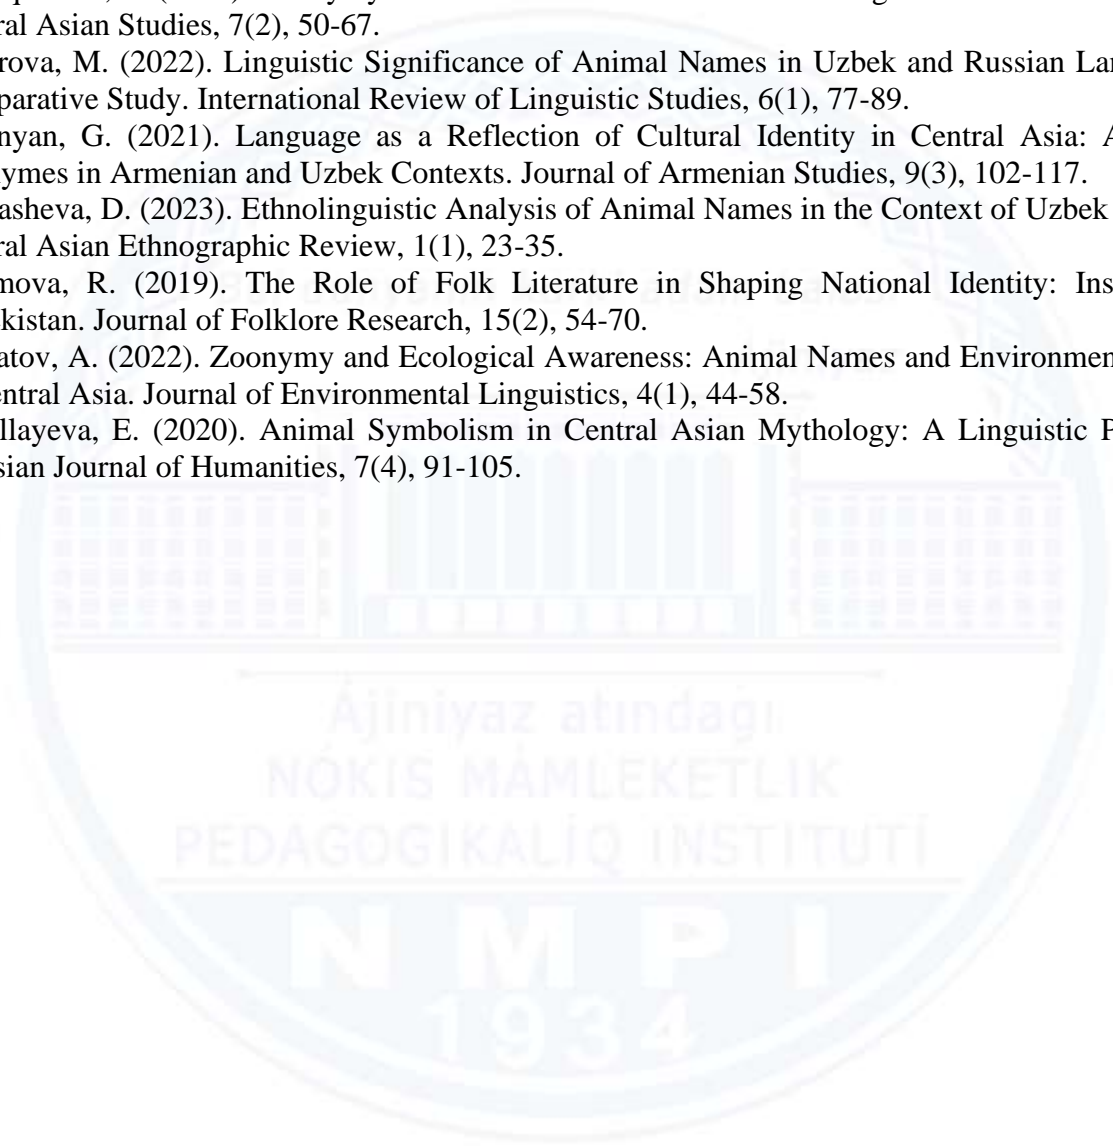 ral Asian Studies, 7(2), 50-67.
rova, M. (2022). Linguistic Significance of Animal Names in Uzbek and Russian Lan
parative Study. International Review of Linguistic Studies, 6(1), 77-89.
nyan, G. (2021). Language as a Reflection of Cultural Identity in Central Asia: A
ymes in Armenian and Uzbek Contexts. Journal of Armenian Studies, 9(3), 102-117.
asheva, D. (2023). Ethnolinguistic Analysis of Animal Names in the Context of Uzbek
ral Asian Ethnographic Review, 1(1), 23-35.
mova, R. (2019). The Role of Folk Literature in Shaping National Identity: Ins
ekistan. Journal of Folklore Research, 15(2), 54-70.
atov, A. (2022). Zoonymy and Ecological Awareness: Animal Names and Environmen
entral Asia. Journal of Environmental Linguistics, 4(1), 44-58.
llayeva, E. (2020). Animal Symbolism in Central Asian Mythology: A Linguistic P
sian Journal of Humanities, 7(4), 91-105.
Ájiniyaz atındaǵı
NÓKIS MÁMLEKETLIK
PEDAGOGIKALÍQ INSTITUTÍ
NMPI
1934